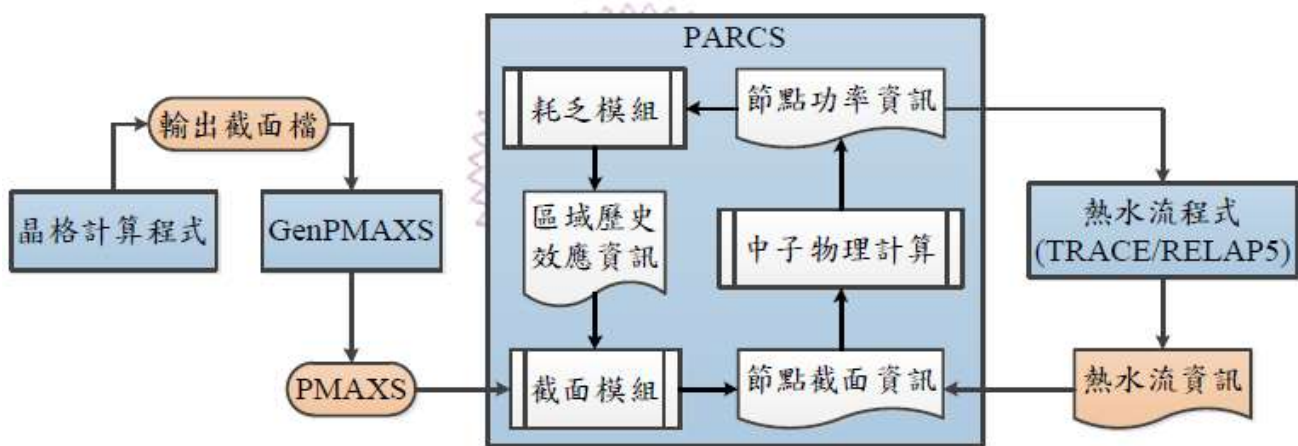 PARCS
輸出截面檔
耗乏模組
節點功率資訊
晶格計算程式
GenPMAXS
區域歷史
效應資訊
中子物理計算
熱水流程式
(TRACE/RELAP5)
PMAXS
截面模組
節點截面資訊
熱水流資訊